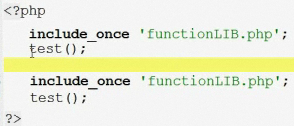 <?php
include_once 'functionLIB.php';
test();
include_once 'functionLIB.php';
test();
?>